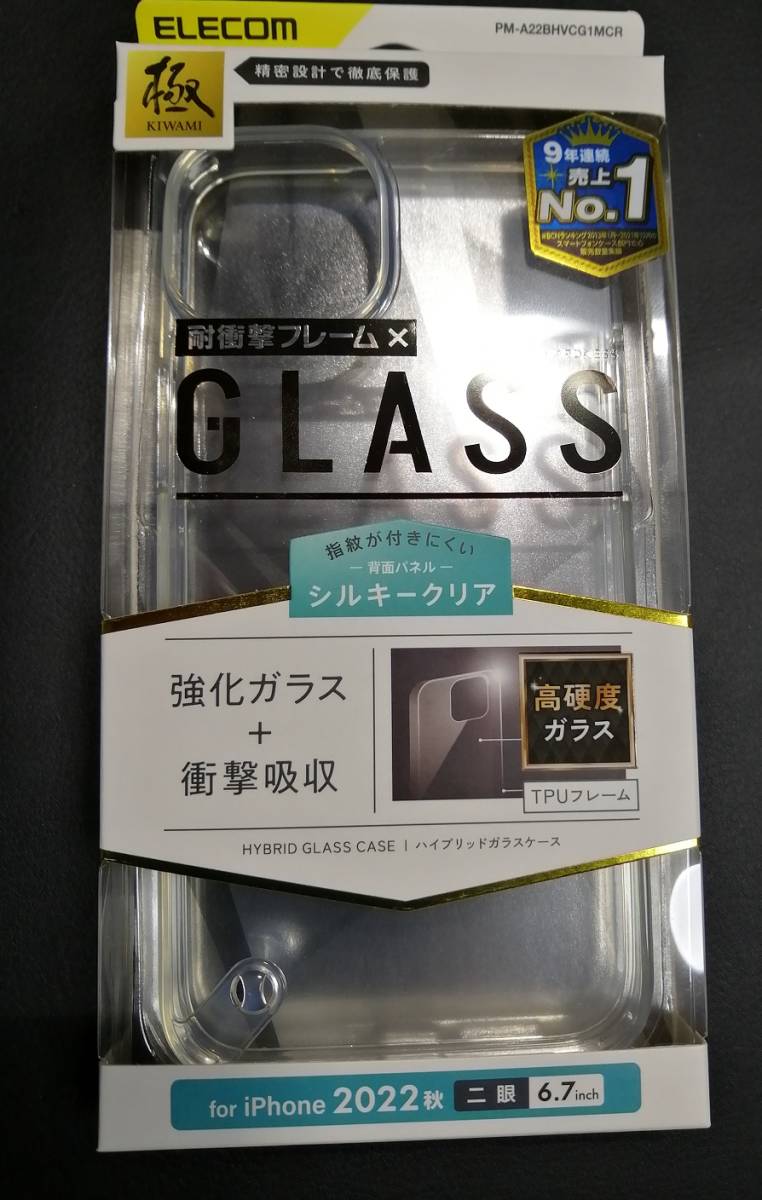 ELECOM
PM-A22BHVCG1MCR
極
KIWAMI
精密設計で徹底保護
9年連続
売上
No.1
耐衝撃フレーム×
GLASS
指紋が付きにくい
背面パネル
シルキークリア
強化ガラス
+
衝撃吸収
高硬度
ガラス
TPUフレーム
HYBRID GLASS CASE | ハイブリッドガラスケース
for iPhone 2022秋 二眼 6.7inch